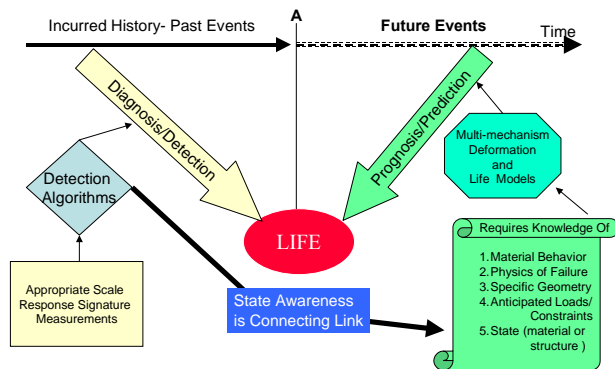 Incurred History- Past Events
A
Future Events
Time
Diagnosis/Detection
Prognosis/Prediction
Multi-mechanism
Deformation
and
Life Models
Detection
Algorithms
LIFE
Requires Knowledge Of
1.Material Behavior
2.Physics of Failure
3.Specific Geometry
4.Anticipated Loads/
Constraints
5.State (material or
structure )
Appropriate Scale
Response Signature
Measurements
State Awareness
is Connecting Link